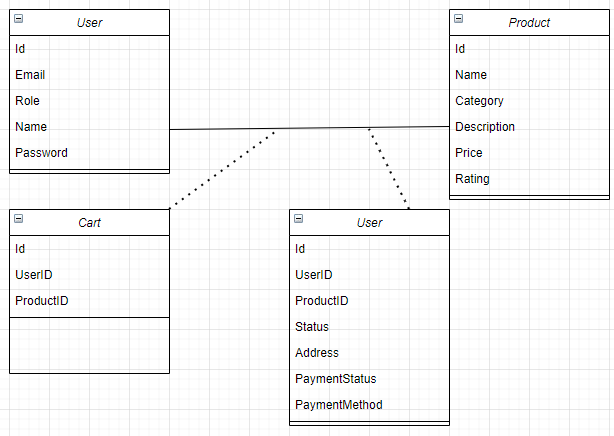 User
Id
Email
Role
Name
Password
Product
Id
Name
Category
Description
Price
Rating
Cart
Id
UserID
ProductID
User
Id
UserID
ProductID
Status
Address
PaymentStatus
PaymentMethod